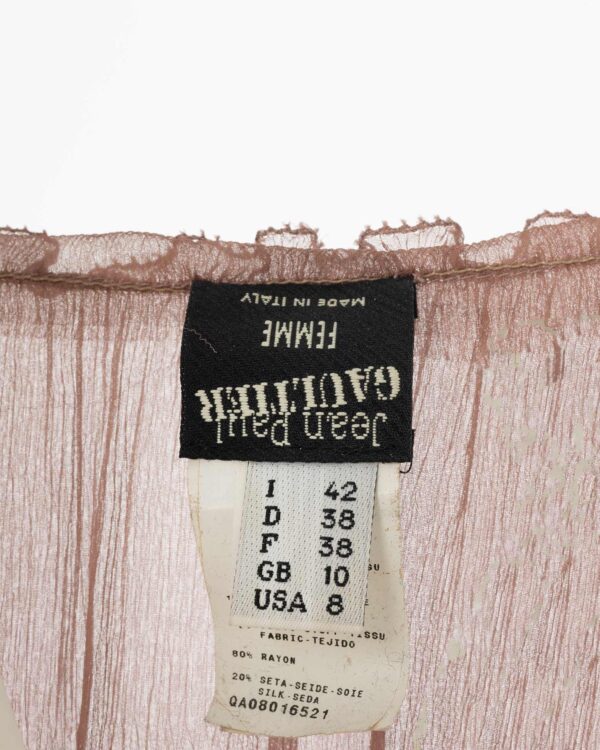 MADE IN ITALY
FEMME
GAULTIER
Jean Paul
I 42
D 38
F 38
GB 10
USA 8
FABRIC-TEJIDO
80% RAYON
20% SETA-SEIDE-SOIE
SILK-SEDA
QA08016521